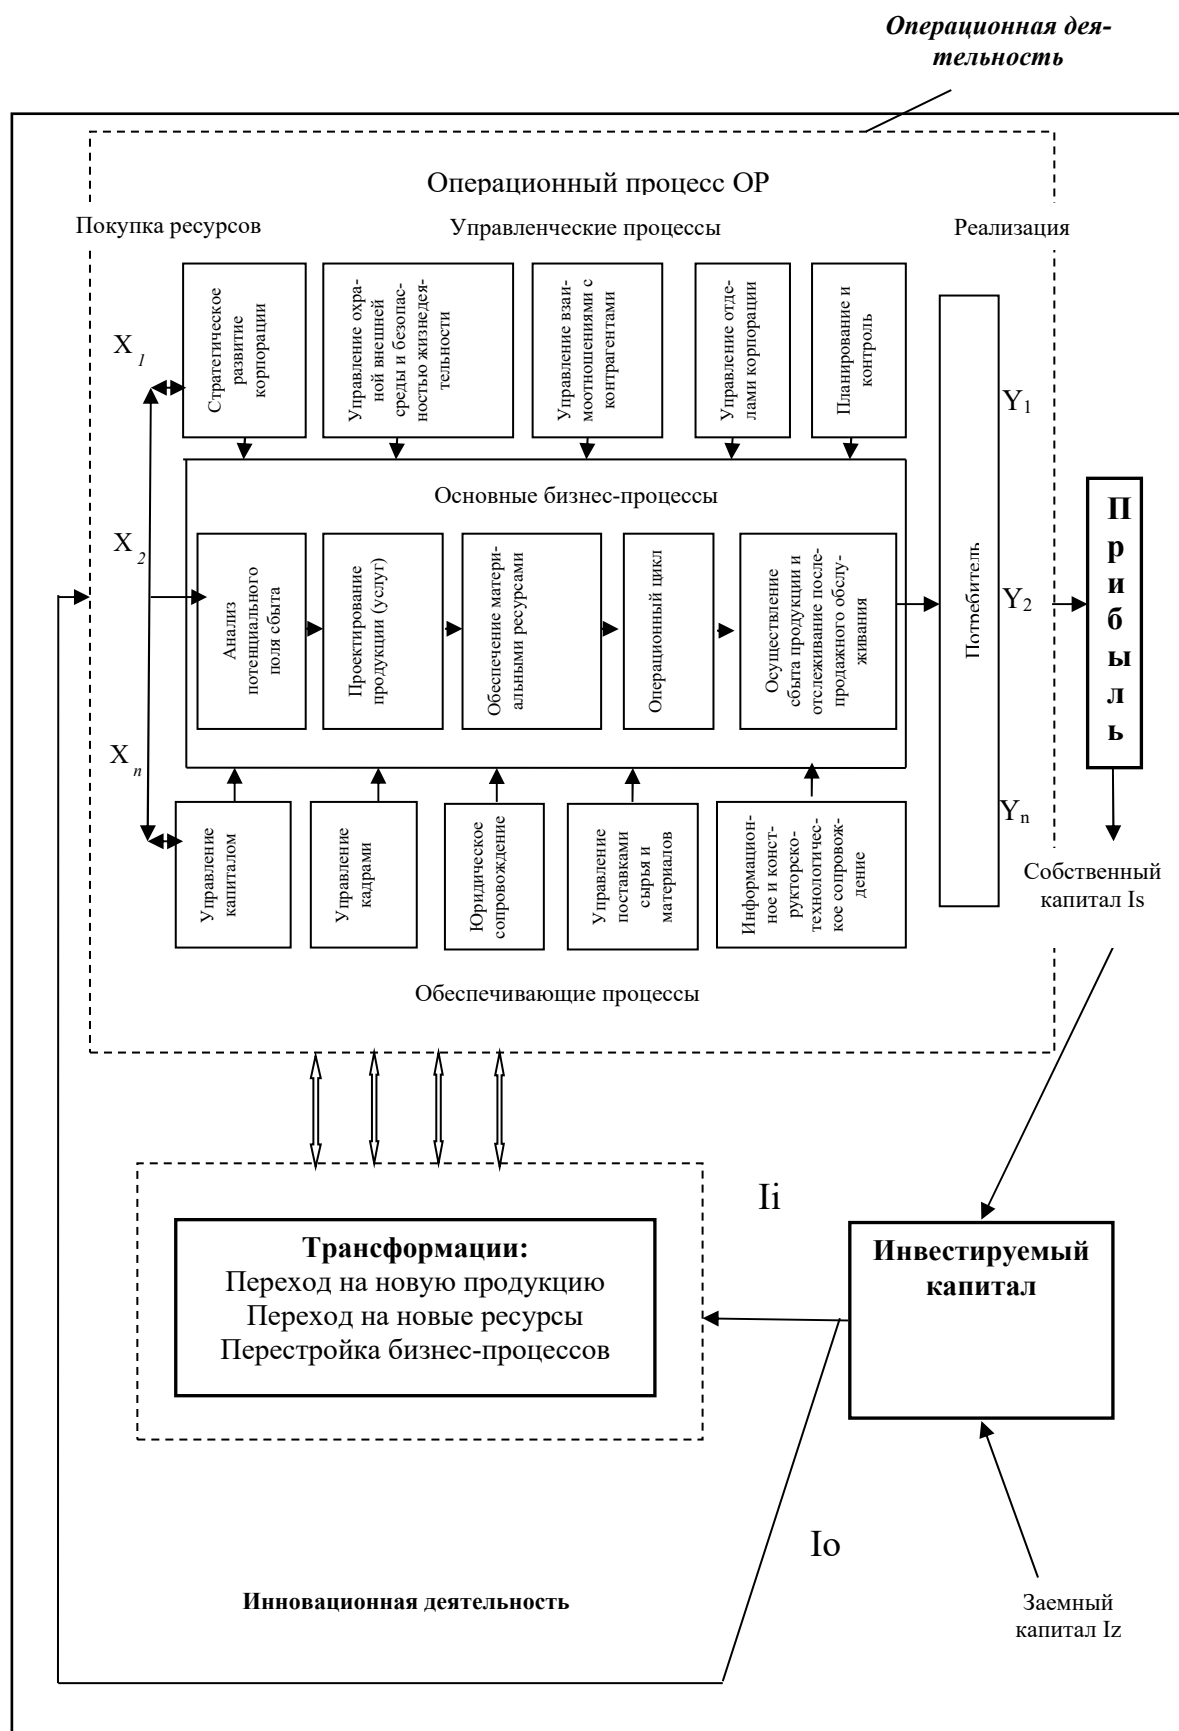 Операционная дея-
тельность
Операционный процесс ОР
Покупка ресурсов
Управленческие процессы
Реализация
Стратегическое
развитие
корпорации
Управление охра-
ной внешней
среды и безопас-
ностью жизнедея-
тельности
Управление взаи-
моотношениями с
контрагентами
Управление отде-
лами корпорации
Планирование и
контроль
X 1
X 2
X n
Основные бизнес-процессы
Анализ
потенциального
поля сбыта
Проектирование
продукции (услуг)
Обеспечение матери-
альными ресурсами
Операционный цикл
Осуществление
сбыта продукции и
отслеживание после-
продажного обслу-
живания
Потребитель
Y1
Y2
Yn
Прибыль
Управление
капиталом
Управление
кадрами
Юридическое
сопровождение
Управление
поставками
сырья и
материалов
Информацион-
ное и конст-
рукторско-
технологичес-
кое сопровож-
дение
Обеспечивающие процессы
Собственный
капитал Is
Ii
Трансформации:
Переход на новую продукцию
Переход на новые ресурсы
Перестройка бизнес-процессов
Инвестируемый
капитал
Io
Инновационная деятельность
Заемный
капитал Iz